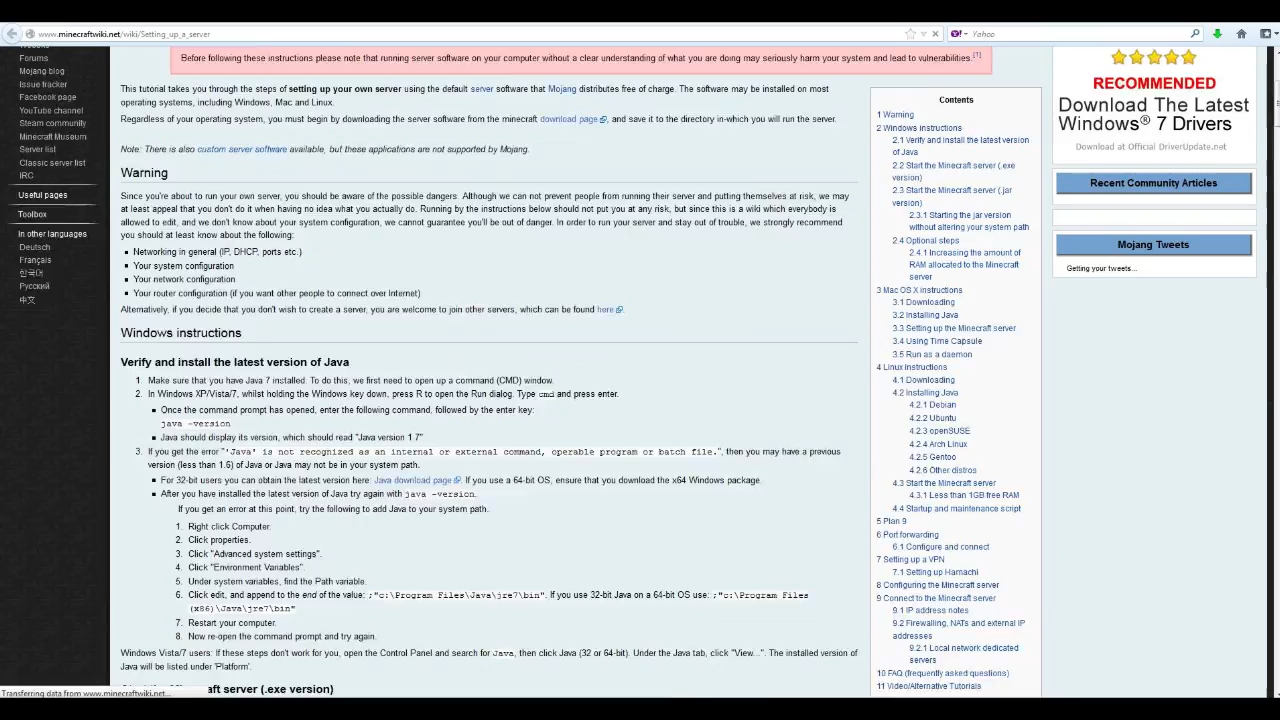 www.minecraftwiki.net/wiki/Setting_up_a_server
Yahoo
Forums
Mojang blog
Issue tracker
Facebook page
YouTube channel
Steam community
Minecraft Museum
Server list
Classic server list
IRC
Useful pages
Toolbox
In other languages
Deutsch
Français
한국어
Русский
中文
Before following these instructions please note that running server software on your computer without a clear understanding of what you are doing may seriously harm your system and lead to vulnerabilities.[1]
This tutorial takes you through the steps of setting up your own server using the default server software that Mojang distributes free of charge. The software may be installed on most
operating systems, including Windows, Mac and Linux.
Regardless of your operating system, you must begin by downloading the server software from the minecraft download page, and save it to the directory in-which you will run the server.
Note: There is also custom server software available, but these applications are not supported by Mojang.
Warning
Since you're about to run your own server, you should be aware of the possible dangers. Although we can not prevent people from running their server and putting themselves at risk, we may
at least appeal that you don't do it when having no idea what you actually do. Running by the instructions below should not put you at any risk, but since this is a wiki which everybody is
allowed to edit, and we don't know about your system configuration, we cannot guarantee you'll be out of danger. In order to run your server and stay out of trouble, we strongly recommend
you should at least know about the following:
Networking in general (IP, DHCP, ports etc.)
Your system configuration
Your network configuration
Your router configuration (if you want other people to connect over Internet)
Alternatively, if you decide that you don't wish to create a server, you are welcome to join other servers, which can be found here.
Windows instructions
Verify and install the latest version of Java
1. Make sure that you have Java 7 installed. To do this, we first need to open up a command (CMD) window.
2. In Windows XP/Vista/7, whilst holding the Windows key down, press R to open the Run dialog. Type cmd and press enter.
Once the command prompt has opened, enter the following command, followed by the enter key:
java -version
Java should display its version, which should read "Java version 1.7"
3. If you get the error "'Java' is not recognized as an internal or external command, operable program or batch file.", then you may have a previous
version (less than 1.6) of Java or Java may not be in your system path.
For 32-bit users you can obtain the latest version here: Java download page. If you use a 64-bit OS, ensure that you download the x64 Windows package.
After you have installed the latest version of Java try again with java -version.
If you get an error at this point, try the following to add Java to your system path.
1. Right click Computer.
2. Click properties.
3. Click "Advanced system settings".
4. Click "Environment Variables".
5. Under system variables, find the Path variable.
6. Click edit, and append to the end of the value: ;"c:\Program Files\Java\jre7\bin". If you use 32-bit Java on a 64-bit OS use: ;"c:\Program Files
(x86)\Java\jre7\bin"
7. Restart your computer.
8. Now re-open the command prompt and try again.
Windows Vista/7 users: If these steps don't work for you, open the Control Panel and search for Java, then click Java (32 or 64-bit). Under the Java tab, click "View...". The installed version of
Java will be listed under 'Platform'.
aft server (.exe version)
Transferring data from www.minecraftwiki.net...
Contents
1 Warning
2 Windows instructions
2.1 Verify and install the latest version
of Java
2.2 Start the Minecraft server (.exe
version)
2.3 Start the Minecraft server (.jar
version)
2.3.1 Starting the jar version
without altering your system path
2.4 Optional steps
2.4.1 Increasing the amount of
RAM allocated to the Minecraft
server
3 Mac OS X instructions
3.1 Downloading
3.2 Installing Java
3.3 Setting up the Minecraft server
3.4 Using Time Capsule
3.5 Run as a daemon
4 Linux instructions
4.1 Downloading
4.2 Installing Java
4.2.1 Debian
4.2.2 Ubuntu
4.2.3 openSUSE
4.2.4 Arch Linux
4.2.5 Gentoo
4.2.6 Other distros
4.3 Start the Minecraft server
4.3.1 Less than 1GB free RAM
4.4 Startup and maintenance script
5 Plan 9
6 Port forwarding
6.1 Configure and connect
7 Setting up a VPN
7.1 Setting up Hamachi
8 Configuring the Minecraft server
9 Connect to the Minecraft server
9.1 IP address notes
9.2 Firewalling, NATs and external IP
addresses
9.2.1 Local network dedicated
servers
10 FAQ (frequently asked questions)
11 Video/Alternative Tutorials
RECOMMENDED
Download The Latest
Windows® 7 Drivers
Download at Official DriverUpdate.net
Recent Community Articles
Mojang Tweets
Getting your tweets...